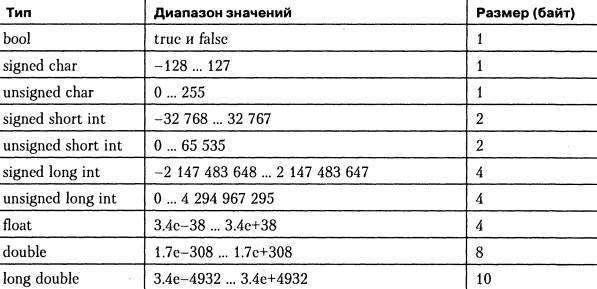 Тип Диапазон значений Размер (байт)
bool true и false 1
signed char −128 ... 127 1
unsigned char 0 ... 255 1
signed short int −32 768 ... 32 767 2
unsigned short int 0 ... 65 535 2
signed long int −2 147 483 648 ... 2 147 483 647 4
unsigned long int 0 ... 4 294 967 295 4
float 3.4e−38 ... 3.4e+38 4
double 1.7e−308 ... 1.7e+308 8
long double 3.4e−4932 ... 3.4e+4932 10